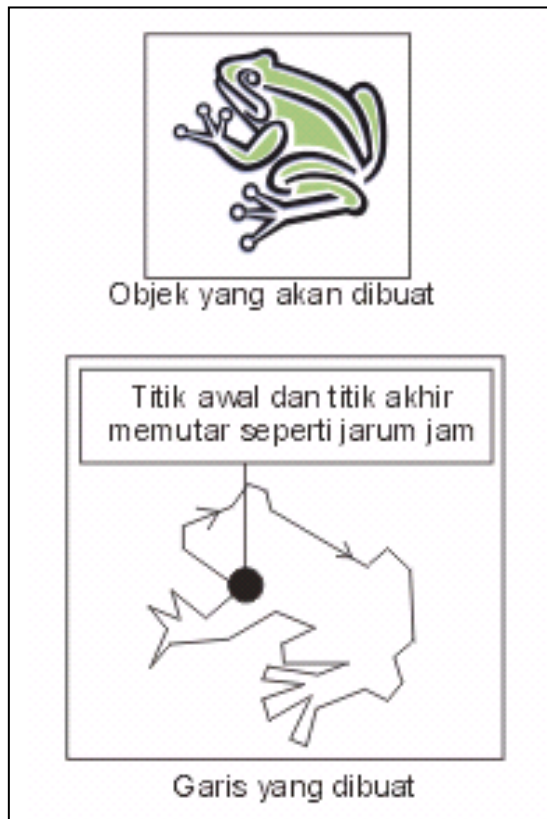 Objek yang akan dibuat
Titik awal dan titik akhir
memutar seperti jarum jam
Garis yang dibuat